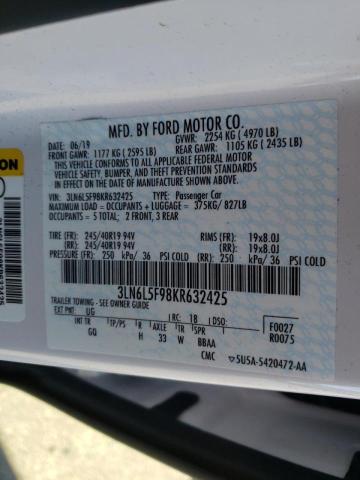 MFD. BY FORD MOTOR CO.
06/19 GVWR: 2254 KG ( 4970 LB)
FRONT GAWR: 1177 KG ( 2595 LB) REAR GAWR: 1105 KG ( 2435 LB)
THIS VEHICLE CONFORMS TO ALL APPLICABLE FEDERAL MOTOR
VEHICLE SAFETY, BUMPER, AND THEFT PREVENTION STANDARDS
IN EFFECT ON THE DATE OF MANUFACTURE SHOWN ABOVE.
VIN: 3LN6L5F98KR632425 TYPE: Passenger Car
MAXIMUM LOAD = OCCUPANTS + LUGGAGE = 375KG/ 827LB
OCCUPANTS = 5 TOTAL: 2 FRONT, 3 REAR
TIRE (FR) 245/40R19 94V RIMS (FR): 19x8.0J
(RR) 245/40R19 94V (RR): 19x8.0J
PRESSURE (FR) 250 kPa/ 36 PSI COLD (RR) 250 kPa/ 36 PSI COLD
3LN6L5F98KR632425
TRAILER TOWING - SEE OWNER GUIDE
EXT PNT: UG RC: 18 DSO: F0027
INT TR TP/PS R AXLE TR SPR R0075
GQ H 33 W BBAA
CMC 5U5A-5420472-AA